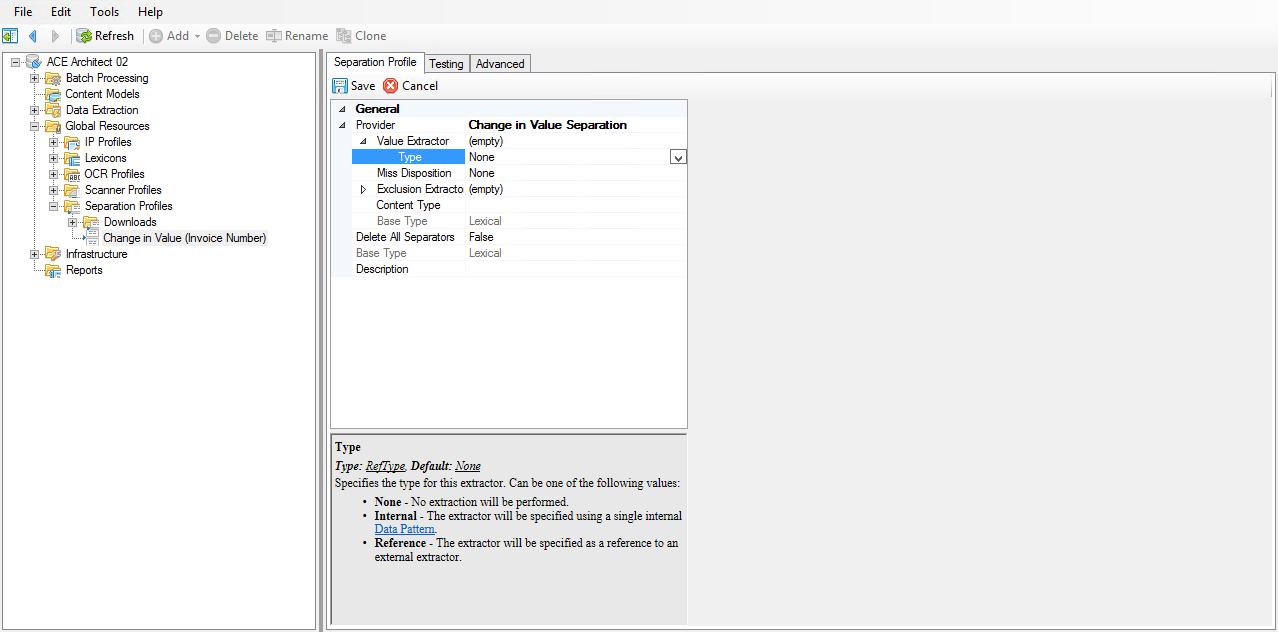 File Edit Tools Help
Refresh Add Delete Rename Clone
ACE Architect 02
Batch Processing
Content Models
Data Extraction
Global Resources
IP Profiles
Lexicons
OCR Profiles
Scanner Profiles
Separation Profiles
Downloads
Change in Value (Invoice Number)
Infrastructure
Reports
Separation Profile Testing Advanced
Save Cancel
General
Provider Change in Value Separation
Value Extractor (empty)
Type None
Miss Disposition None
Exclusion Extracto (empty)
Content Type
Base Type Lexical
Delete All Separators False
Base Type Lexical
Description
Type
Type: RefType, Default: None
Specifies the type for this extractor. Can be one of the following values:
• None - No extraction will be performed.
• Internal - The extractor will be specified using a single internal
Data Pattern.
• Reference - The extractor will be specified as a reference to an
external extractor.